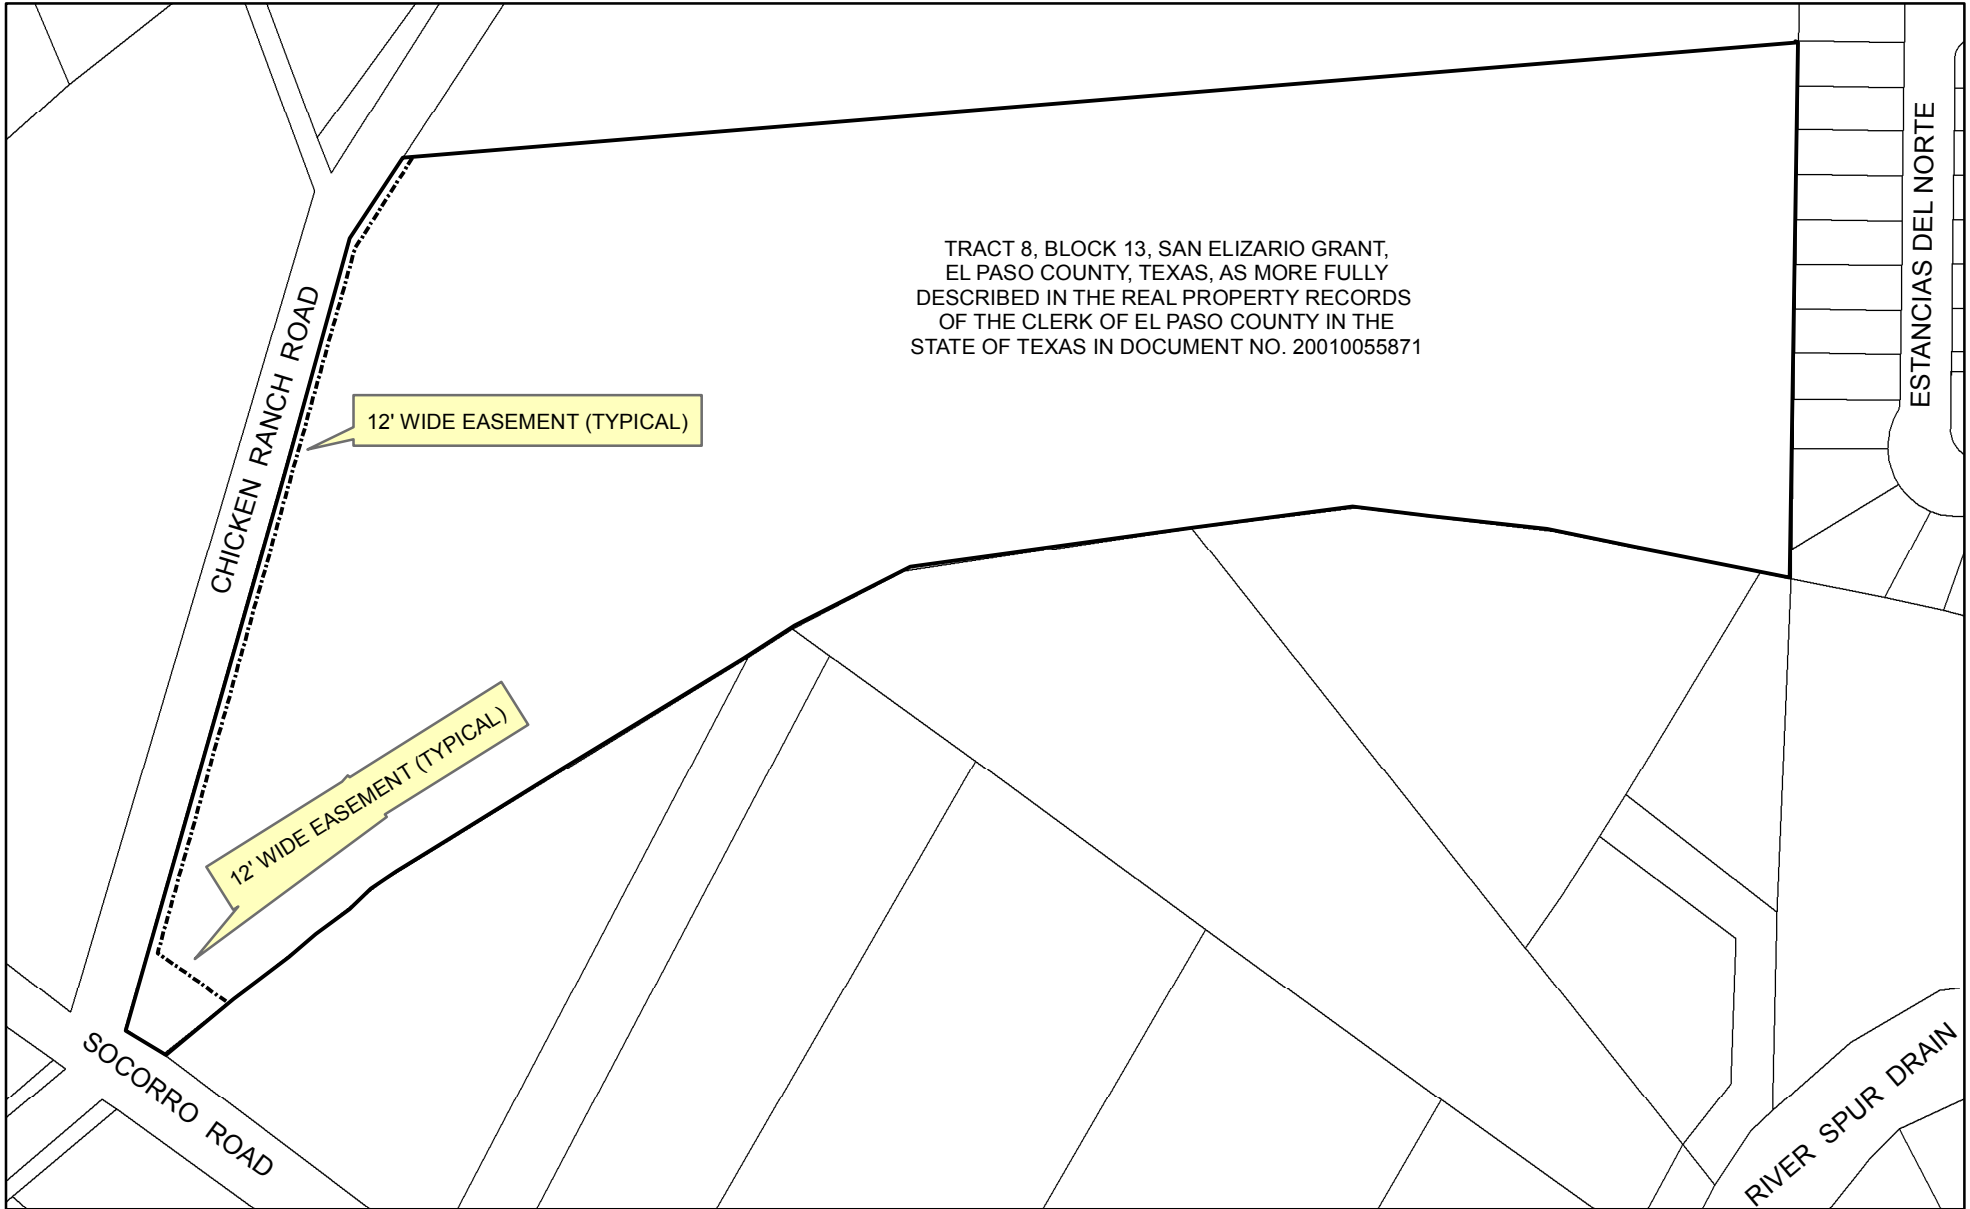 TRACT 8, BLOCK 13, SAN ELIZARIO GRANT,
EL PASO COUNTY, TEXAS, AS MORE FULLY
DESCRIBED IN THE REAL PROPERTY RECORDS
OF THE CLERK OF EL PASO COUNTY IN THE
STATE OF TEXAS IN DOCUMENT NO. 20010055871
ESTANCIAS DEL NORTE
CHICKEN RANCH ROAD
12' WIDE EASEMENT (TYPICAL)
12' WIDE EASEMENT (TYPICAL)
SOCORRO ROAD
RIVER SPUR DRAIN